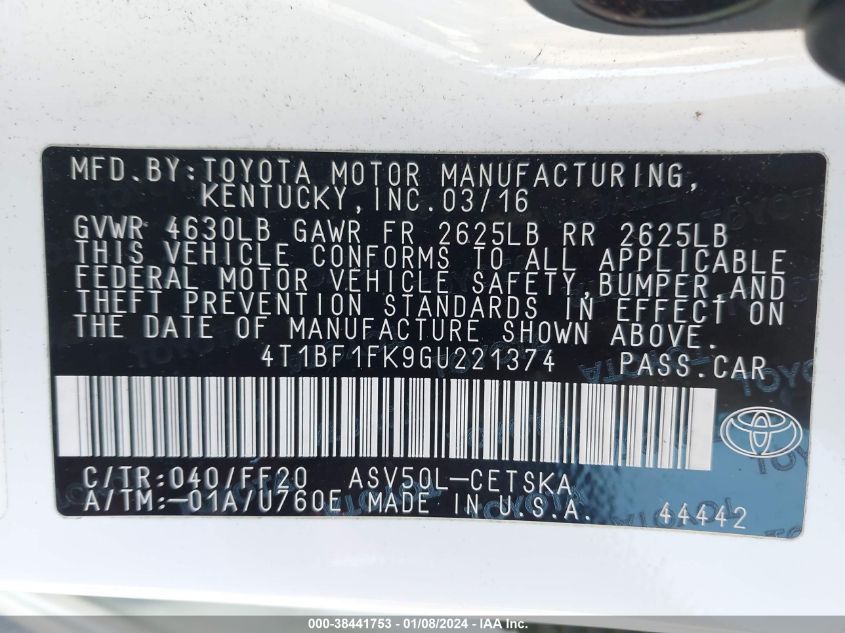 MFD.BY:TOYOTA MOTOR MANUFACTURING,
KENTUCKY, INC. 03/16
GVWR 4630LB GAWR FR 2625LB RR 2625LB
THIS VEHICLE CONFORMS TO ALL APPLICABLE
FEDERAL MOTOR VEHICLE SAFETY, BUMPER AND
THEFT PREVENTION STANDARDS IN EFFECT ON
THE DATE OF MANUFACTURE SHOWN ABOVE.
4T1BF1FK9GU221374 PASS.CAR
C/TR:040/FF20 ASV50L-CETSKA
A/TM:-01A/U760E MADE IN U.S.A. 44442
000-38441753 - 01/08/2024 - IAAI - 114